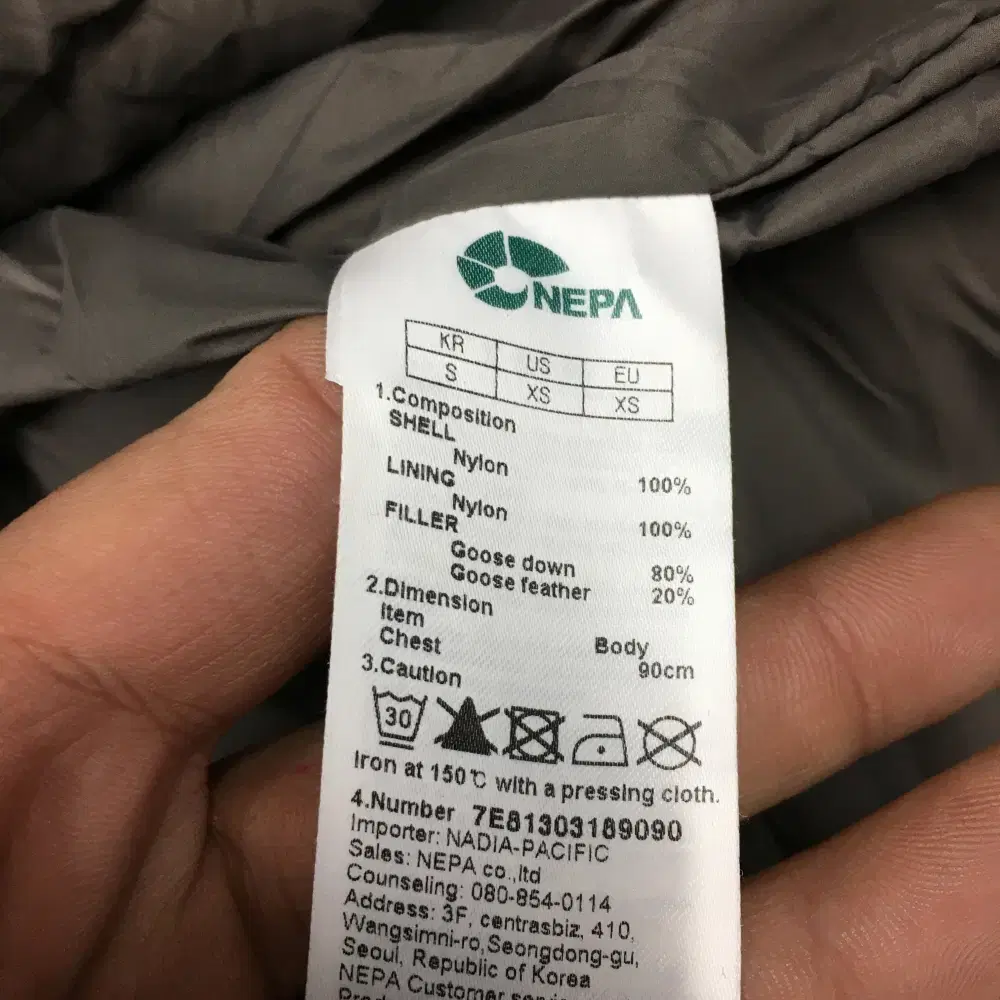 NEPA
KR US EU
S XS XS
1.Composition
SHELL
Nylon 100%
LINING
Nylon 100%
FILLER
Goose down 80%
Goose feather 20%
2.Dimension
Item Body
Chest 90cm
3.Caution
30
Iron at 150℃ with a pressing cloth.
4.Number 7E81303189090
Importer: NADIA-PACIFIC
Sales: NEPA co.,ltd
Counseling: 080-854-0114
Address: 3F, centrasbiz, 410,
Wangsimni-ro,Seongdong-gu,
Seoul, Republic of Korea
NEPA Customer